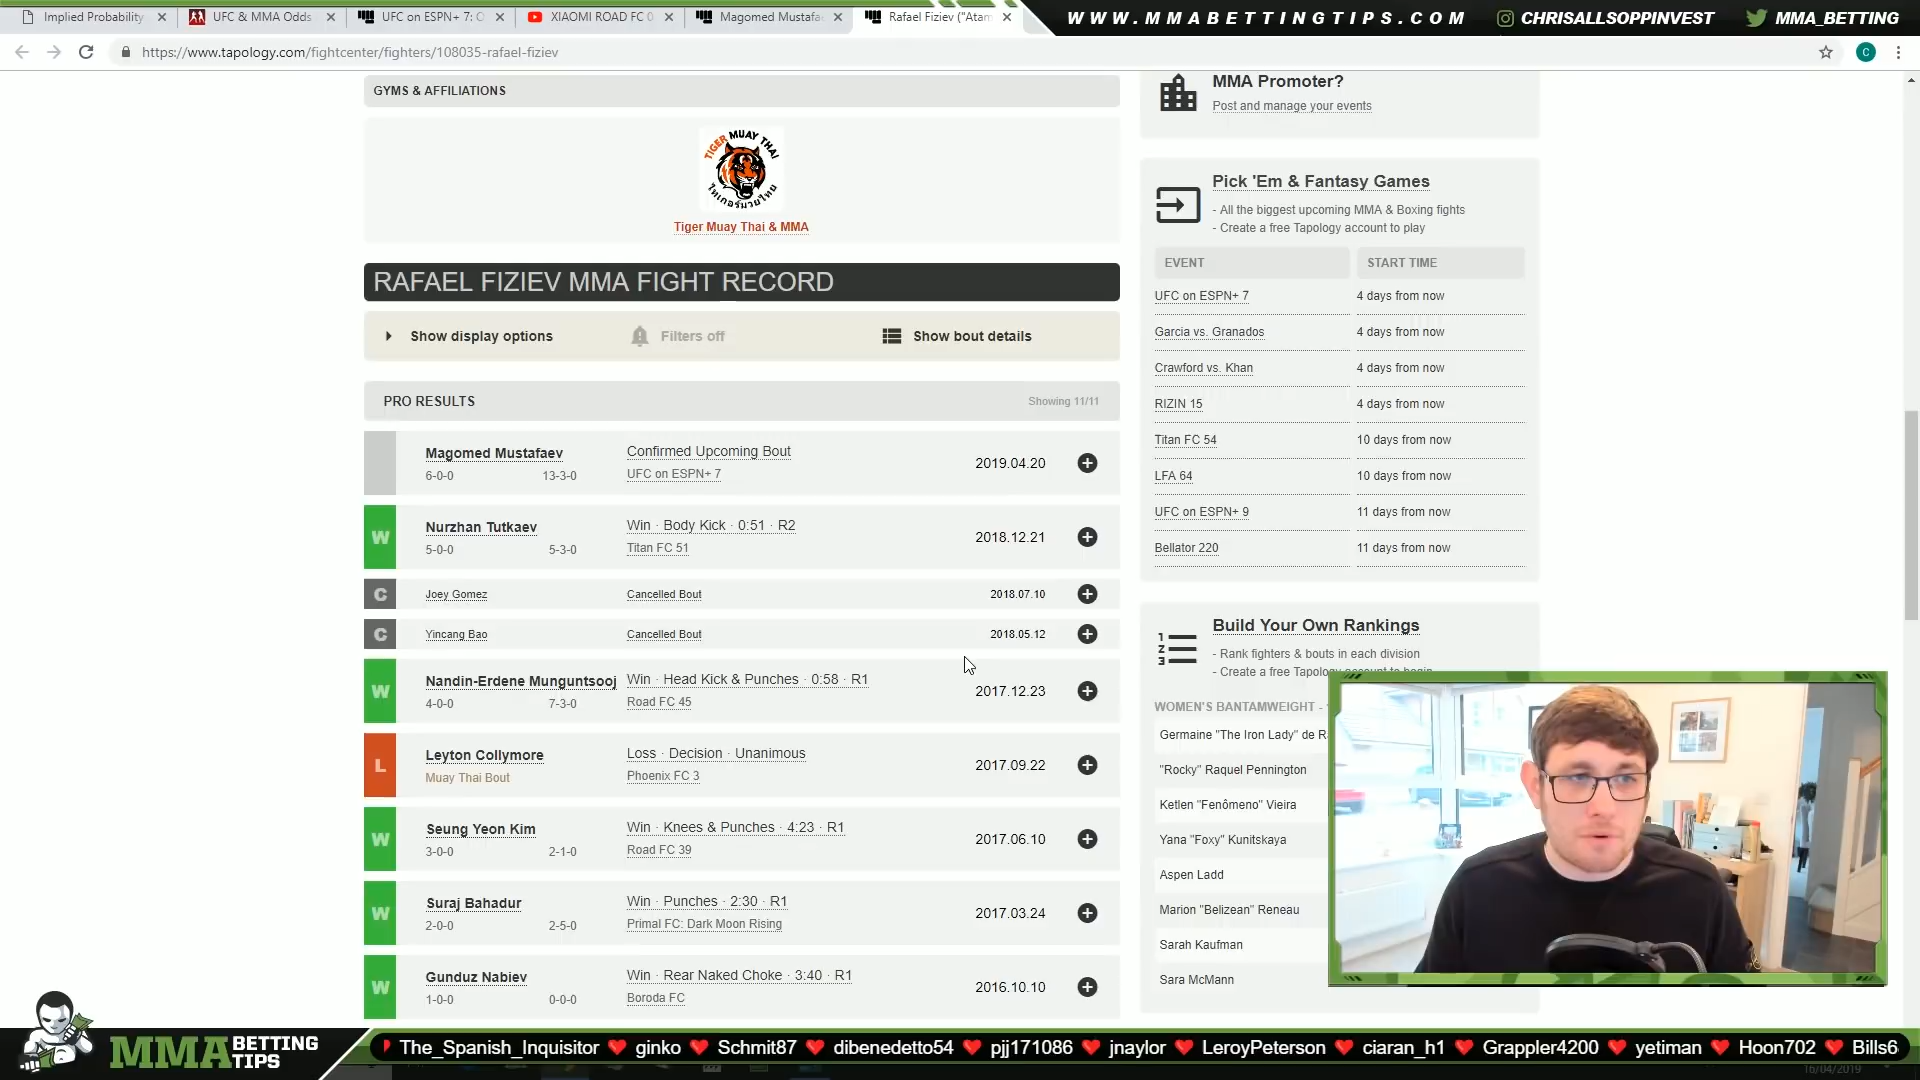 Implied Probability
UFC & MMA Odds
UFC on ESPN+ 7: O
XIAOMI ROAD FC 0
Magomed Mustafa
Rafael Fiziev ("Atam
WWW.MMABETTINGTIPS.COM
CHRISALLSOPPINVEST
MMA_BETTING
https://www.tapology.com/fightcenter/fighters/108035-rafael-fiziev
C
GYMS & AFFILIATIONS
TIGER MUAY THAI
Tiger Muay Thai & MMA
RAFAEL FIZIEV MMA FIGHT RECORD
Show display options
Filters off
Show bout details
PRO RESULTS
Showing 11/11
Magomed Mustafaev Confirmed Upcoming Bout 2019.04.20
6-0-0 13-3-0 UFC on ESPN+ 7
W Nurzhan Tutkaev Win · Body Kick · 0:51 · R2 2018.12.21
5-0-0 5-3-0 Titan FC 51
C Joey Gomez Cancelled Bout 2018.07.10
C Yincang Bao Cancelled Bout 2018.05.12
W Nandin-Erdene Munguntsooj Win · Head Kick & Punches · 0:58 · R1 2017.12.23
4-0-0 7-3-0 Road FC 45
L Leyton Collymore Loss · Decision · Unanimous 2017.09.22
Muay Thai Bout Phoenix FC 3
W Seung Yeon Kim Win · Knees & Punches · 4:23 · R1 2017.06.10
3-0-0 2-1-0 Road FC 39
W Suraj Bahadur Win · Punches · 2:30 · R1 2017.03.24
2-0-0 2-5-0 Primal FC: Dark Moon Rising
W Gunduz Nabiev Win · Rear Naked Choke · 3:40 · R1 2016.10.10
1-0-0 0-0-0 Boroda FC
MMA Promoter?
Post and manage your events
Pick 'Em & Fantasy Games
- All the biggest upcoming MMA & Boxing fights
- Create a free Tapology account to play
EVENT START TIME
UFC on ESPN+ 7 4 days from now
Garcia vs. Granados 4 days from now
Crawford vs. Khan 4 days from now
RIZIN 15 4 days from now
Titan FC 54 10 days from now
LFA 64 10 days from now
UFC on ESPN+ 9 11 days from now
Bellator 220 11 days from now
Build Your Own Rankings
- Rank fighters & bouts in each division
- Create a free Tapology account to begin
WOMEN'S BANTAMWEIGHT -
Germaine "The Iron Lady" de R
"Rocky" Raquel Pennington
Ketlen "Fenômeno" Vieira
Yana "Foxy" Kunitskaya
Aspen Ladd
Marion "Belizean" Reneau
Sarah Kaufman
Sara McMann
MMA BETTING TIPS
The_Spanish_Inquisitor ginko Schmit87 dibenedetto54 pjj171086 jnaylor LeroyPeterson ciaran_h1 Grappler4200 yetiman Hoon702 Bills6
16/04/2019